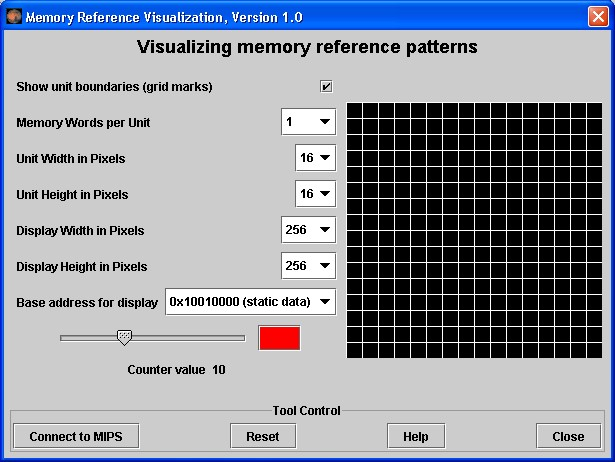 Memory Reference Visualization, Version 1.0
Visualizing memory reference patterns
Show unit boundaries (grid marks)
Memory Words per Unit 1
Unit Width in Pixels 16
Unit Height in Pixels 16
Display Width in Pixels 256
Display Height in Pixels 256
Base address for display 0x10010000 (static data)
Counter value 10
Tool Control
Connect to MIPS Reset Help Close